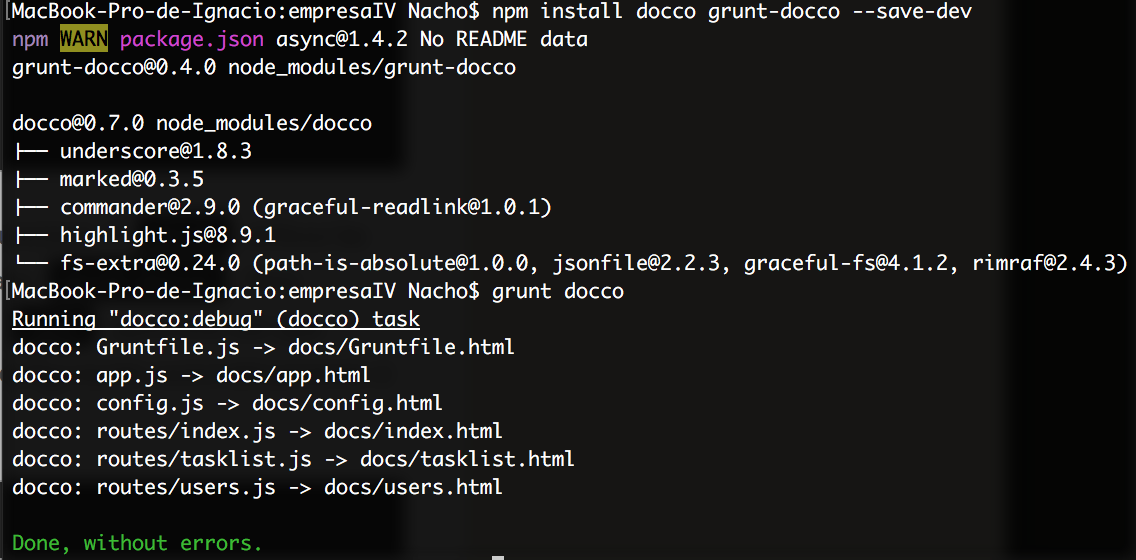 [MacBook-Pro-de-Ignacio:empresaIV Nacho$ npm install docco grunt-docco --save-dev
npm WARN package.json async@1.4.2 No README data
grunt-docco@0.4.0 node_modules/grunt-docco
docco@0.7.0 node_modules/docco
├── underscore@1.8.3
├── marked@0.3.5
├── commander@2.9.0 (graceful-readlink@1.0.1)
├── highlight.js@8.9.1
└── fs-extra@0.24.0 (path-is-absolute@1.0.0, jsonfile@2.2.3, graceful-fs@4.1.2, rimraf@2.4.3)
[MacBook-Pro-de-Ignacio:empresaIV Nacho$ grunt docco
Running "docco:debug" (docco) task
docco: Gruntfile.js -> docs/Gruntfile.html
docco: app.js -> docs/app.html
docco: config.js -> docs/config.html
docco: routes/index.js -> docs/index.html
docco: routes/tasklist.js -> docs/tasklist.html
docco: routes/users.js -> docs/users.html
Done, without errors.